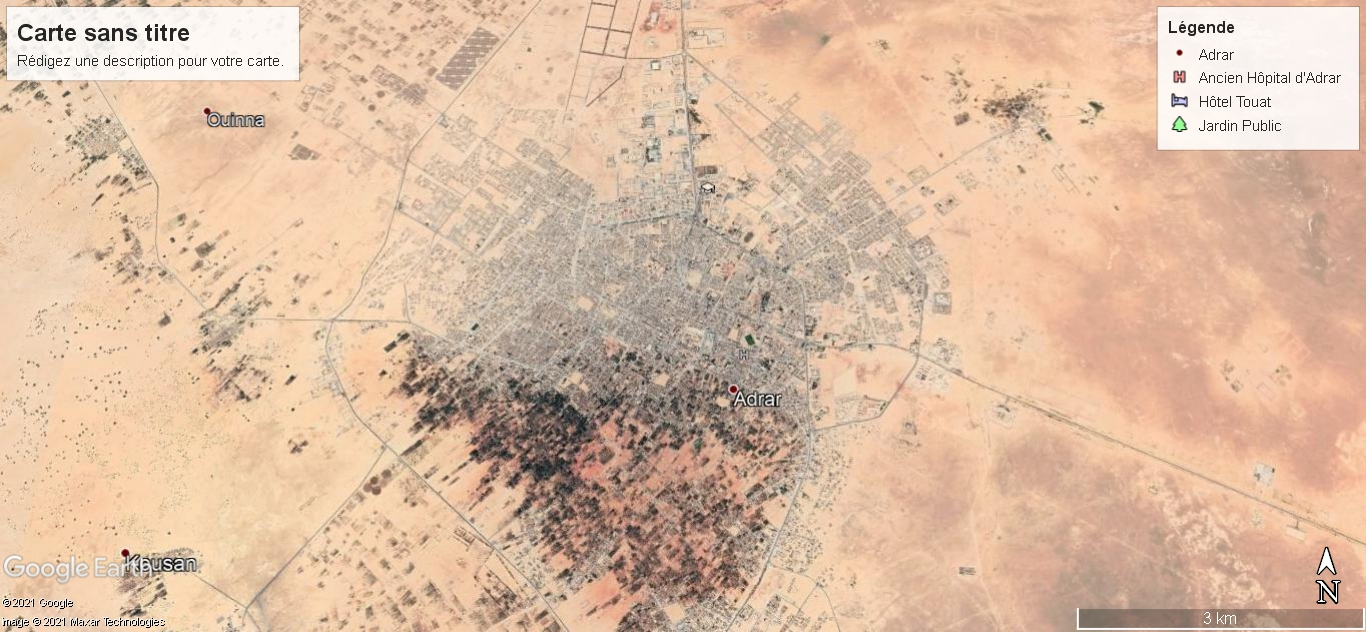 Carte sans titre
Rédigez une description pour votre carte.
Légende
Adrar
Ancien Hôpital d'Adrar
Hôtel Touat
Jardin Public
Ouinna
H
Adrar
Kousan
Google Earth
© 2021 Google
Image © 2021 Maxar Technologies
N
3 km